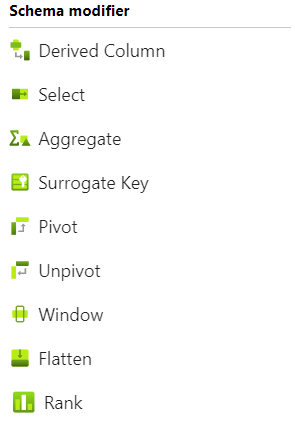 Schema modifier
Derived Column
Select
Aggregate
Surrogate Key
Pivot
Unpivot
Window
Flatten
Rank